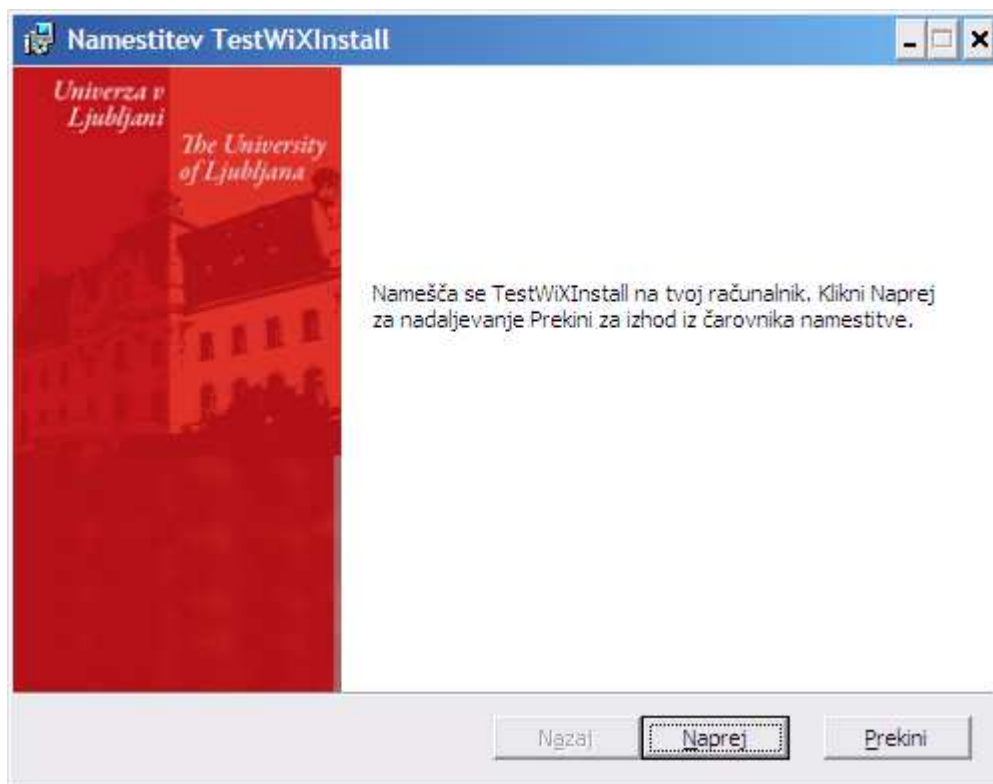 Namestitev TestWiXInstall
Univerza v
Ljubljani
The University
of Ljubljana
Namešča se TestWiXInstall na tvoj računalnik. Klikni Naprej
za nadaljevanje Prekini za izhod iz čarovnika namestitve.
Nazaj Naprej Prekini